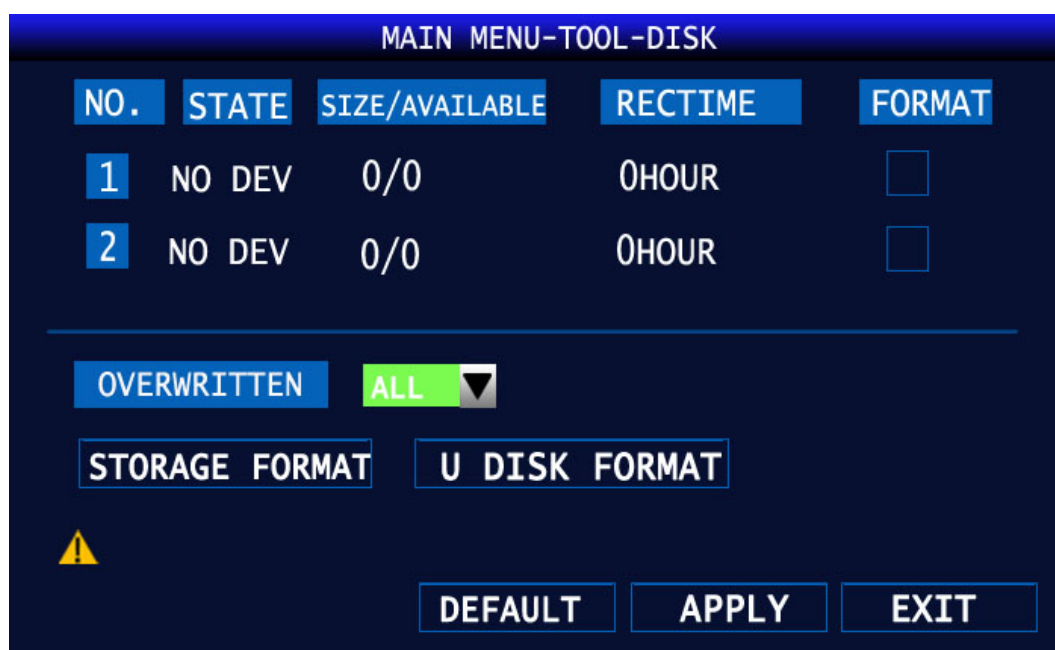 MAIN MENU-TOOL-DISK
NO. STATE SIZE/AVAILABLE RECTIME FORMAT
1 NO DEV 0/0 0HOUR
2 NO DEV 0/0 0HOUR
OVERWRITTEN ALL
STORAGE FORMAT U DISK FORMAT
DEFAULT APPLY EXIT